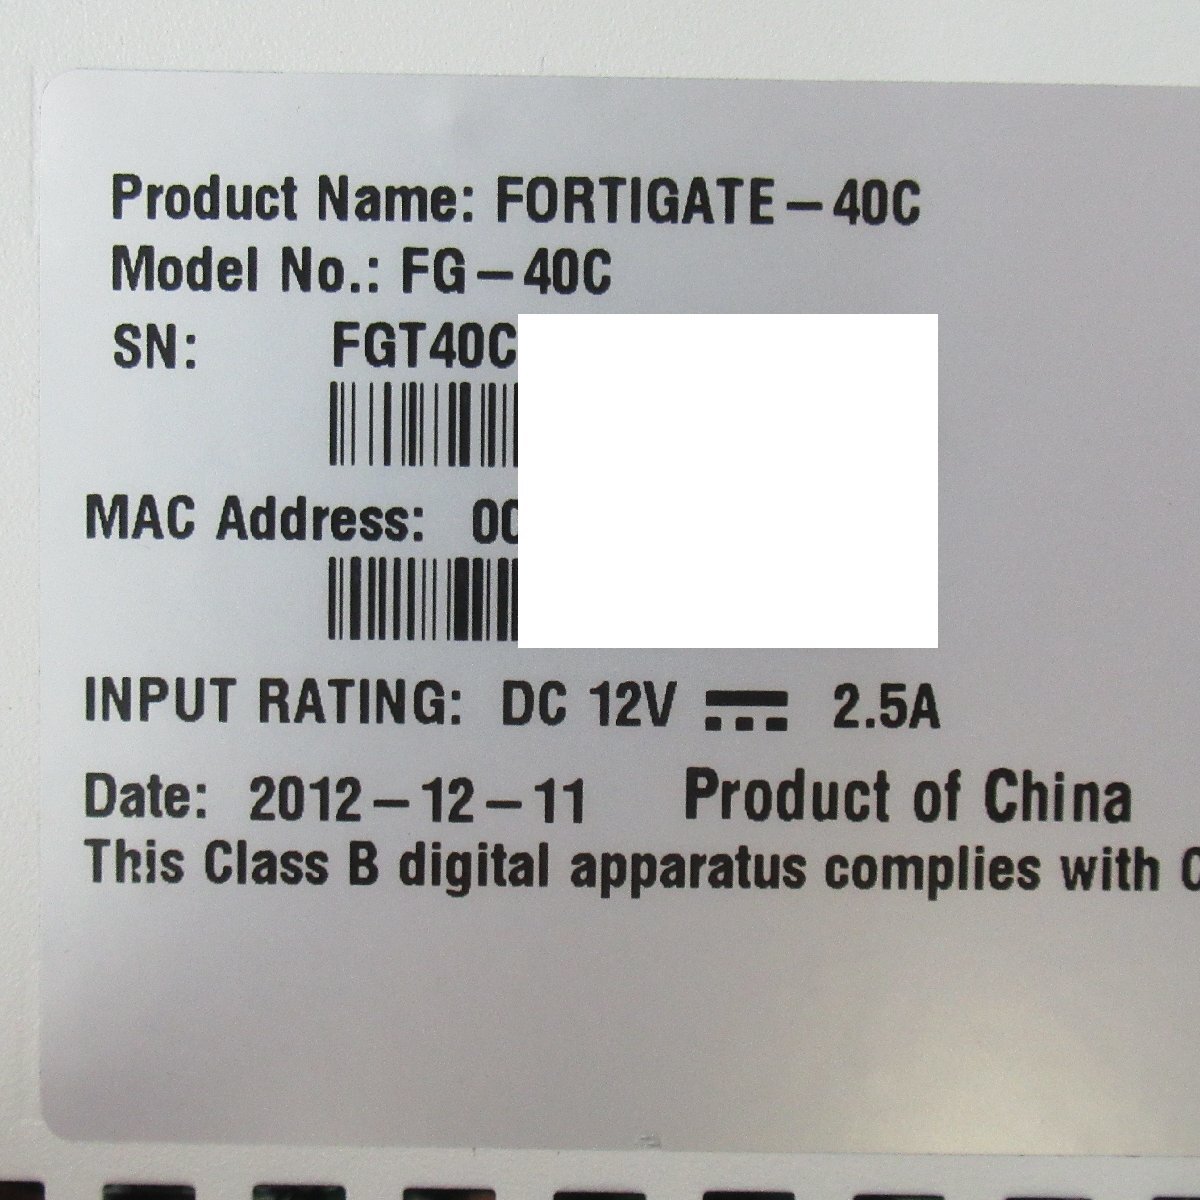 Product Name: FORTIGATE-40C
Model No.: FG-40C
SN: FGT40C
MAC Address: 00
INPUT RATING: DC 12V ⎓ 2.5A
Date: 2012-12-11 Product of China
This Class B digital apparatus complies with